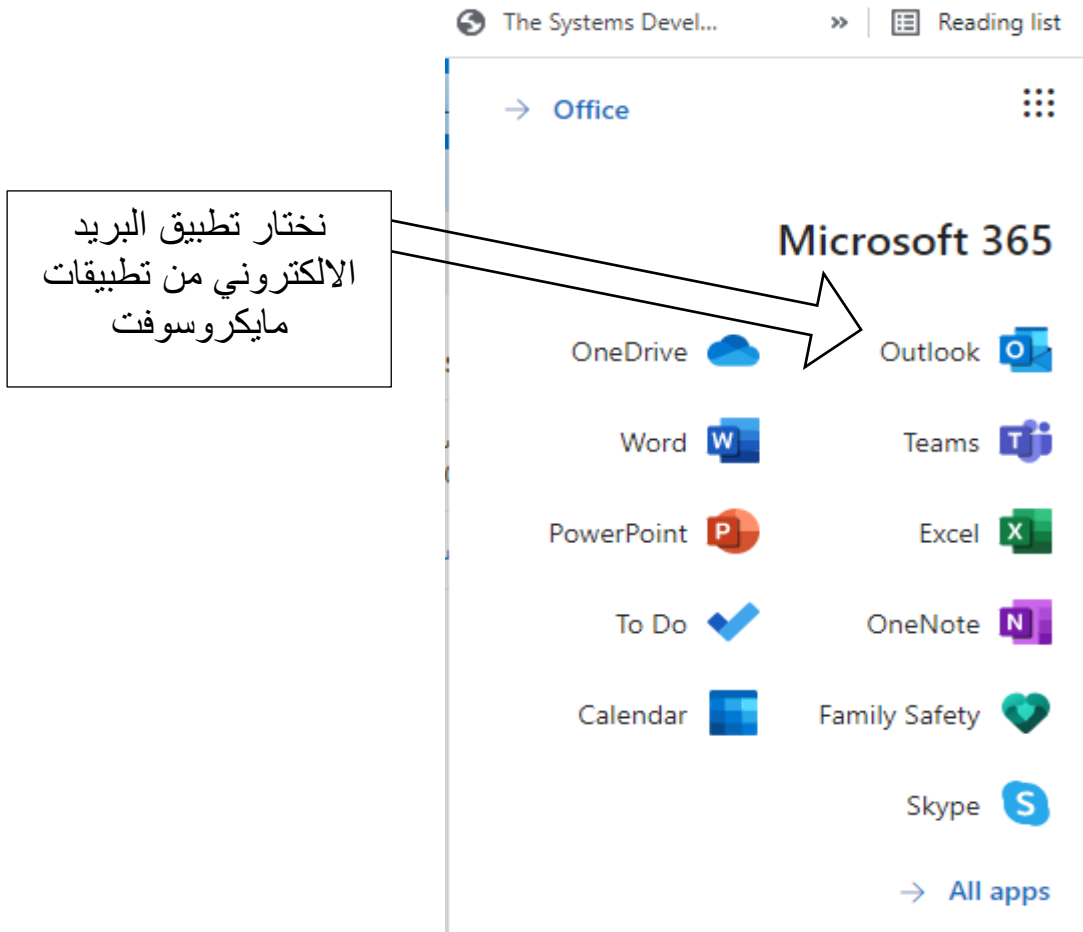 The Systems Devel...
»
Reading list
Office
نختار تطبيق البريد
الالكتروني من تطبيقات
مايكروسوفت
Microsoft 365
Outlook
OneDrive
Teams
Word
Excel
PowerPoint
OneNote
To Do
Family Safety
Calendar
Skype
All apps